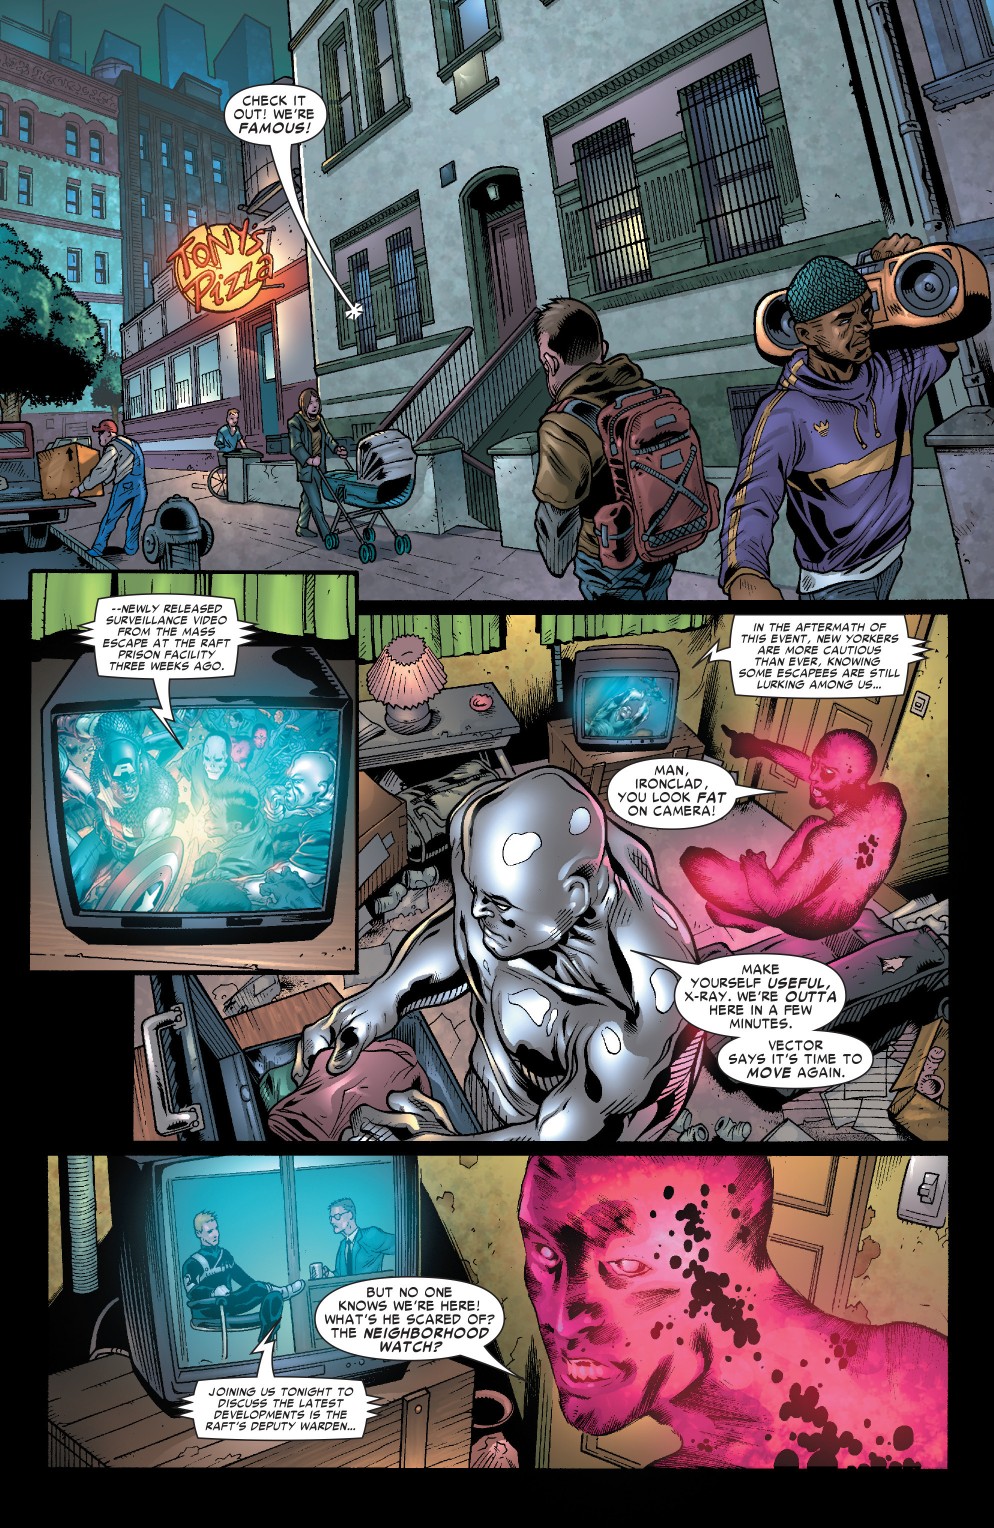 CHECK IT
OUT! WE'RE
FAMOUS!
TONY'S
Pizza
--NEWLY RELEASED
SURVEILLANCE VIDEO
FROM THE MASS
ESCAPE AT THE RAFT
PRISON FACILITY
THREE WEEKS AGO.
IN THE AFTERMATH OF
THIS EVENT, NEW YORKERS
ARE MORE CAUTIOUS
THAN EVER, KNOWING
SOME ESCAPEES ARE STILL
LURKING AMONG US...
MAN,
IRONCLAD,
YOU LOOK FAT
ON CAMERA!
MAKE
YOURSELF USEFUL,
X-RAY. WE'RE OUTTA
HERE IN A FEW
MINUTES.
VECTOR
SAYS IT'S TIME TO
MOVE AGAIN.
BUT NO ONE
KNOWS WE'RE HERE!
WHAT'S HE SCARED OF?
THE NEIGHBORHOOD
WATCH?
JOINING US TONIGHT TO
DISCUSS THE LATEST
DEVELOPMENTS IS THE
RAFT'S DEPUTY WARDEN...